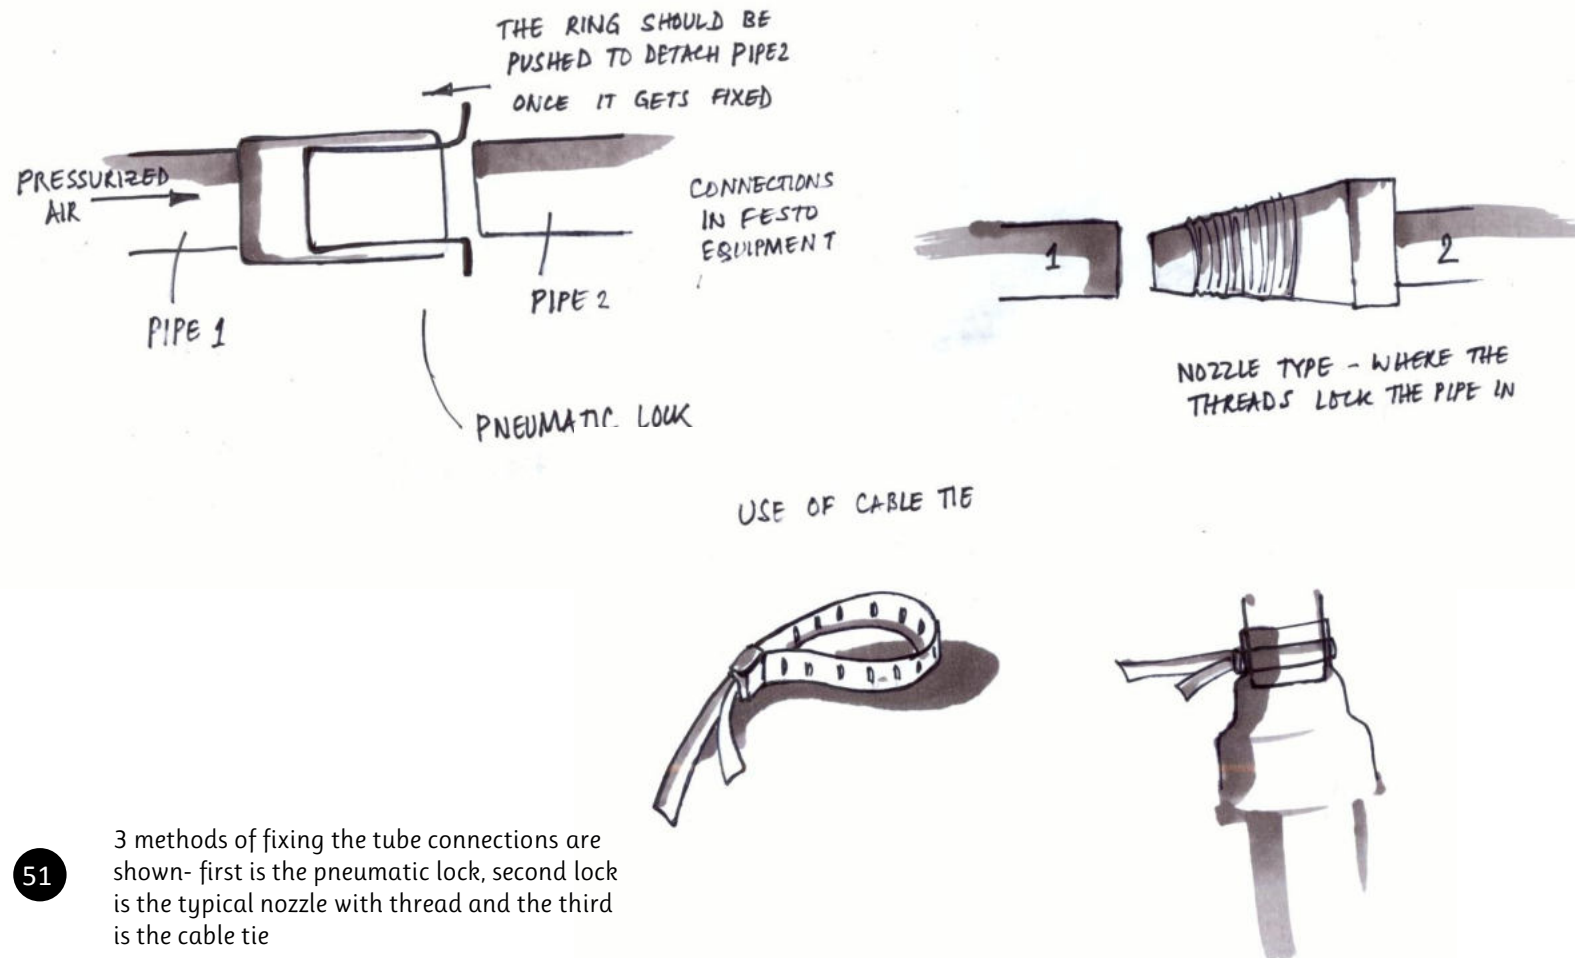 THE RING SHOULD BE
PUSHED TO DETACH PIPE2
ONCE IT GETS FIXED
PRESSURIZED
AIR
PIPE 1
PIPE 2
PNEUMATIC LOCK
CONNECTIONS
IN FESTO
EQUIPMENT
1
2
NOZZLE TYPE - WHERE THE
THREADS LOCK THE PIPE IN
USE OF CABLE TIE
51
3 methods of fixing the tube connections are
shown- first is the pneumatic lock, second lock
is the typical nozzle with thread and the third
is the cable tie